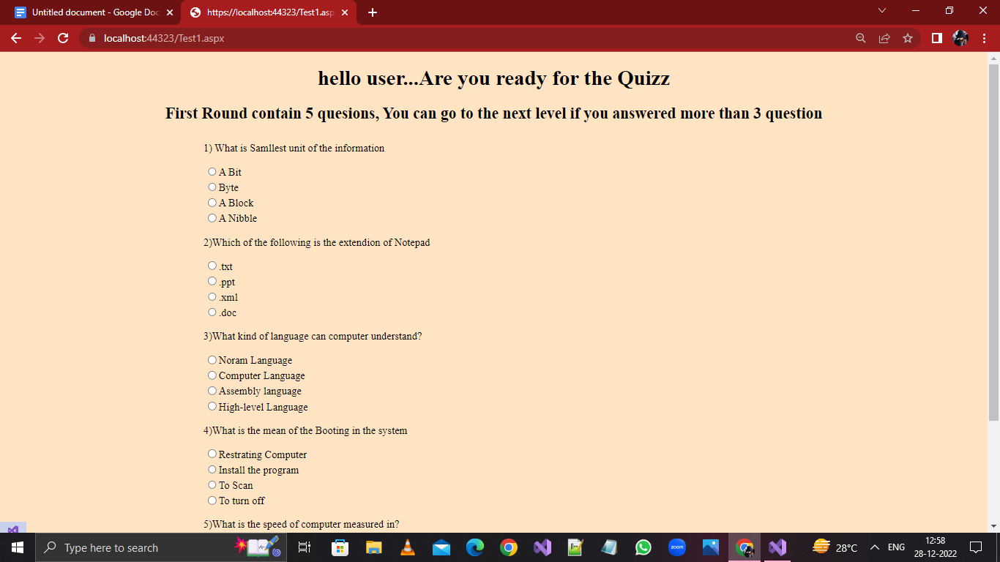 Untitled document - Google Doc
https://localhost:44323/Test1.asp
localhost:44323/Test1.aspx
hello user...Are you ready for the Quizz
First Round contain 5 quesions, You can go to the next level if you answered more than 3 question
1) What is Samllest unit of the information
A Bit
Byte
A Block
A Nibble
2)Which of the following is the extendion of Notepad
.txt
.ppt
.xml
.doc
3)What kind of language can computer understand?
Noram Language
Computer Language
Assembly language
High-level Language
4)What is the mean of the Booting in the system
Restrating Computer
Install the program
To Scan
To turn off
5)What is the speed of computer measured in?
Type here to search
zoom
28°C
ENG
12:58
28-12-2022